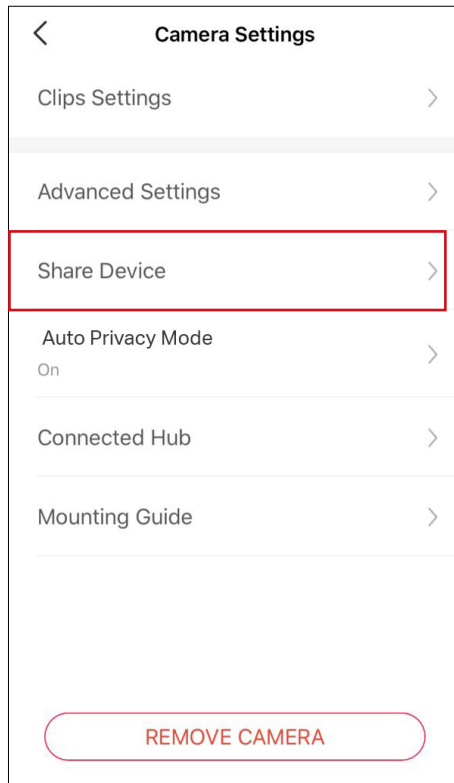 Camera Settings
Clips Settings
Advanced Settings
Share Device
Auto Privacy Mode
On
Connected Hub
Mounting Guide
REMOVE CAMERA